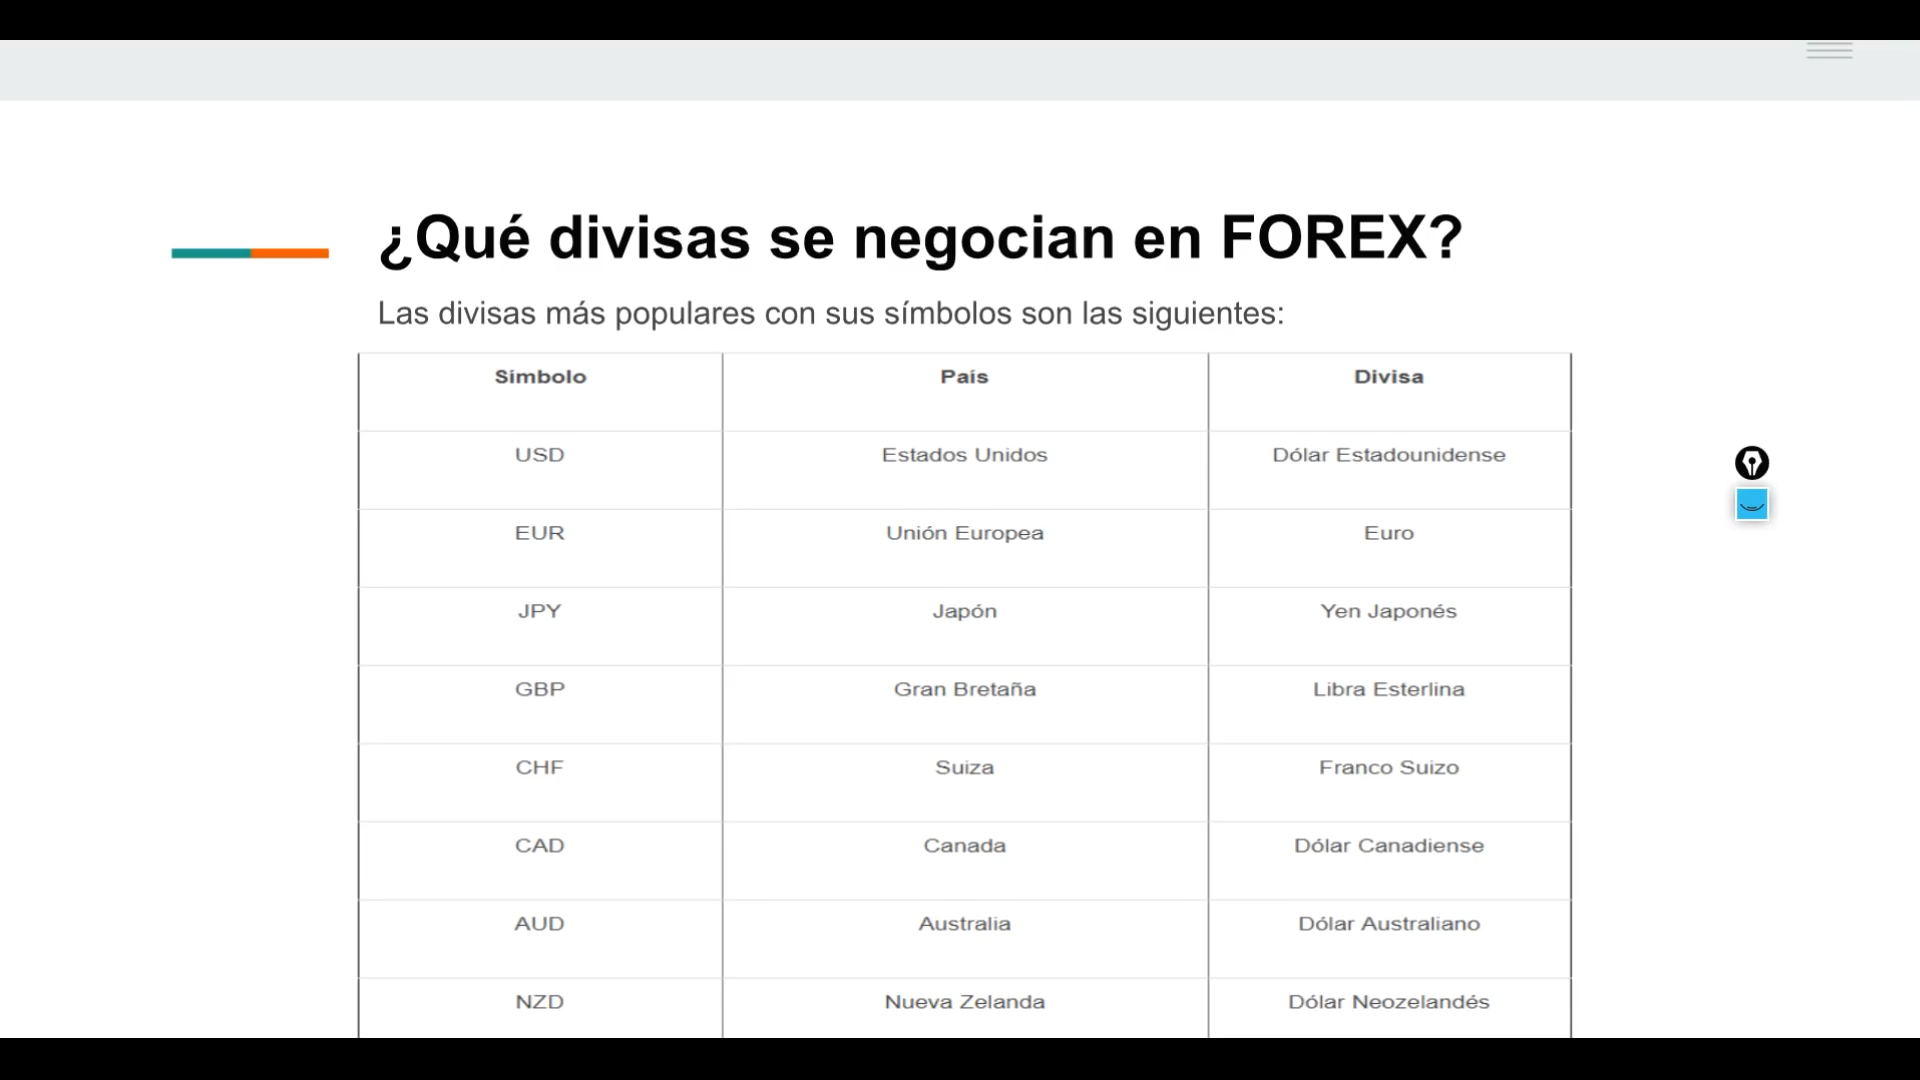 ¿Qué divisas se negocian en FOREX?
Las divisas más populares con sus símbolos son las siguientes:
Símbolo País Divisa
USD Estados Unidos Dólar Estadounidense
EUR Unión Europea Euro
JPY Japón Yen Japonés
GBP Gran Bretaña Libra Esterlina
CHF Suiza Franco Suizo
CAD Canada Dólar Canadiense
AUD Australia Dólar Australiano
NZD Nueva Zelanda Dólar Neozelandés